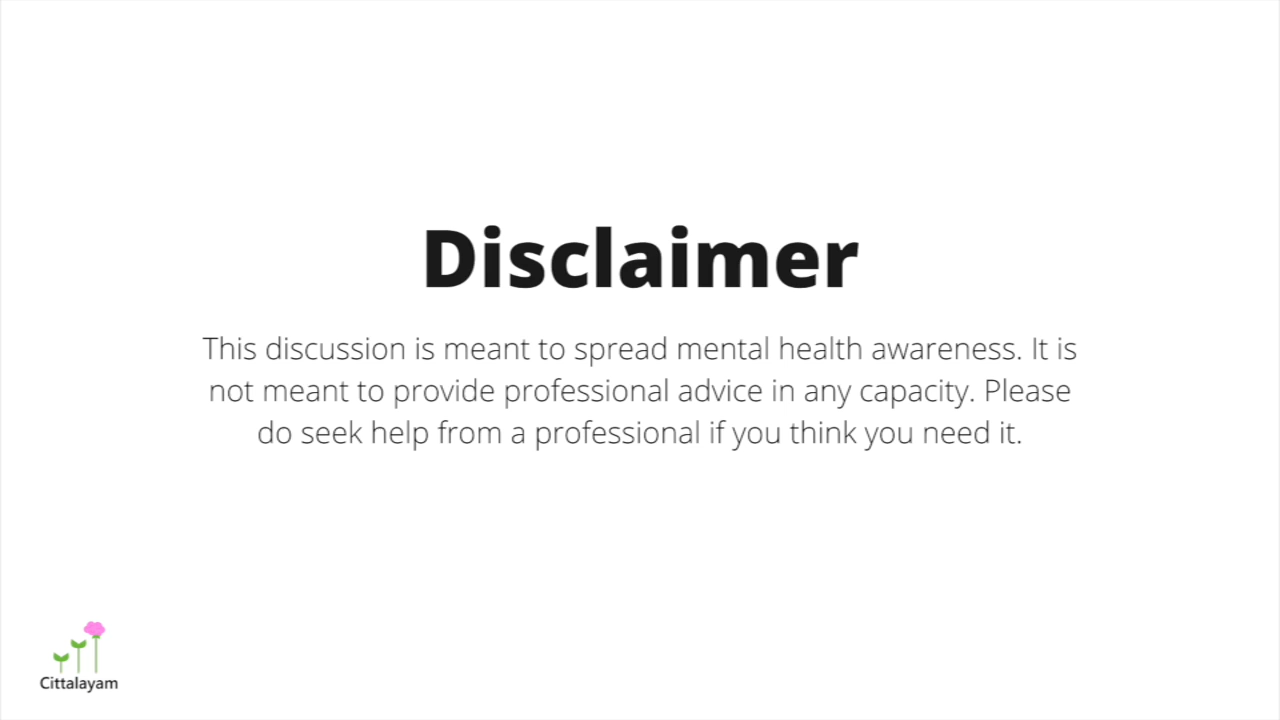 Disclaimer
This discussion is meant to spread mental health awareness. It is
not meant to provide professional advice in any capacity. Please
do seek help from a professional if you think you need it.
Cittalayam